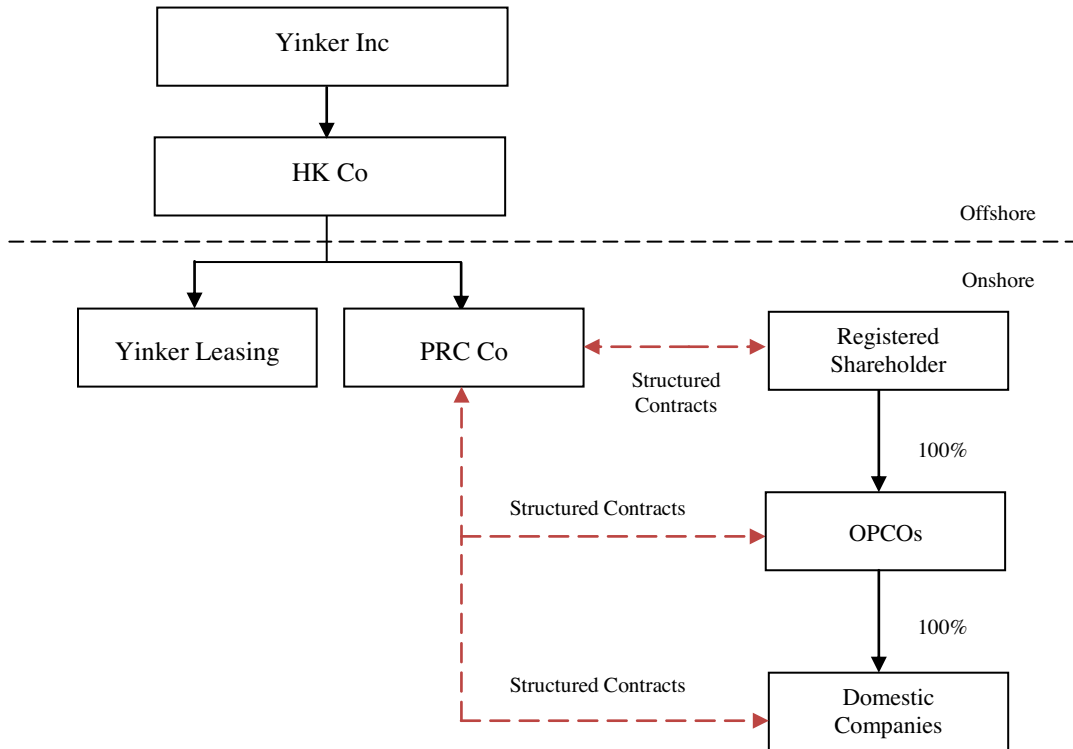 Yinker Inc
HK Co
Offshore
Onshore
Yinker Leasing
PRC Co
Registered
Shareholder
Structured
Contracts
100%
Structured Contracts
OPCOs
100%
Structured Contracts
Domestic
Companies